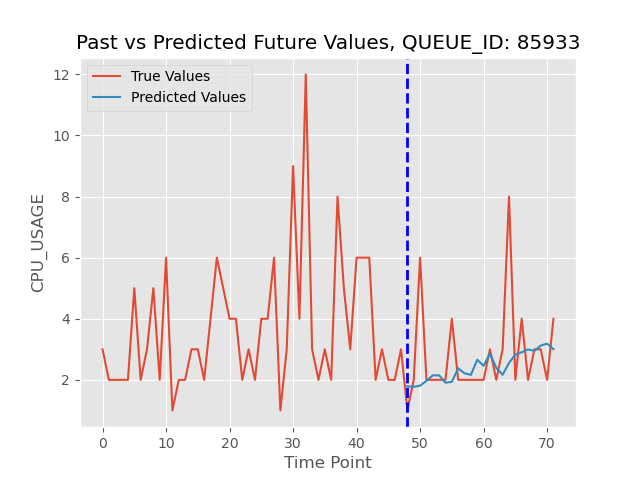 Past vs Predicted Future Values, QUEUE_ID: 85933
True Values
Predicted Values
CPU_USAGE
12
10
8
6
4
2
0 10 20 30 40 50 60 70
Time Point